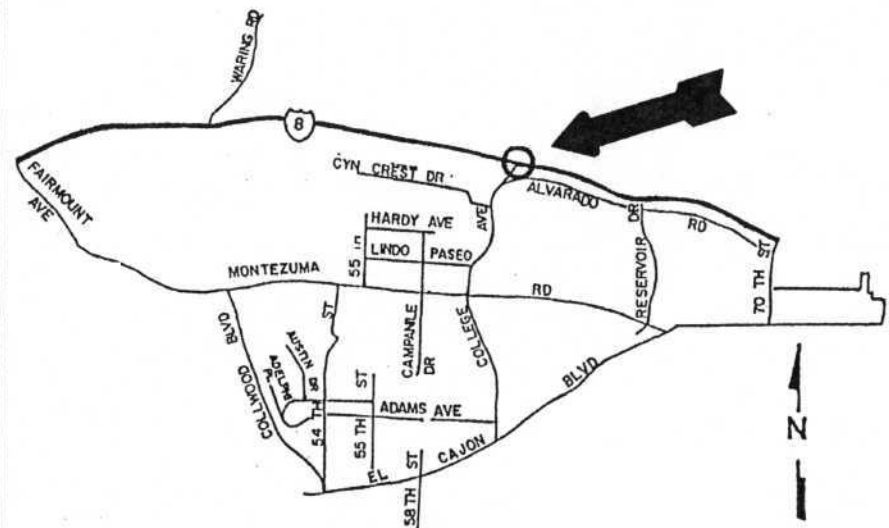 WARING RD
8
CYN CREST DR
FAIRMOUNT AVE
ALVARADO RD
HARDY AVE
LINDO PASEO
55 TH
COLLEGE AVE
RESERVOIR DR
70 TH ST
MONTEZUMA RD
COLLWOOD BLVD
54 TH ST
AUSTIN DR
ADELPHI PL
CAMPANILE DR
ADAMS AVE
55 TH ST
58 TH ST
EL CAJON BLVD
N